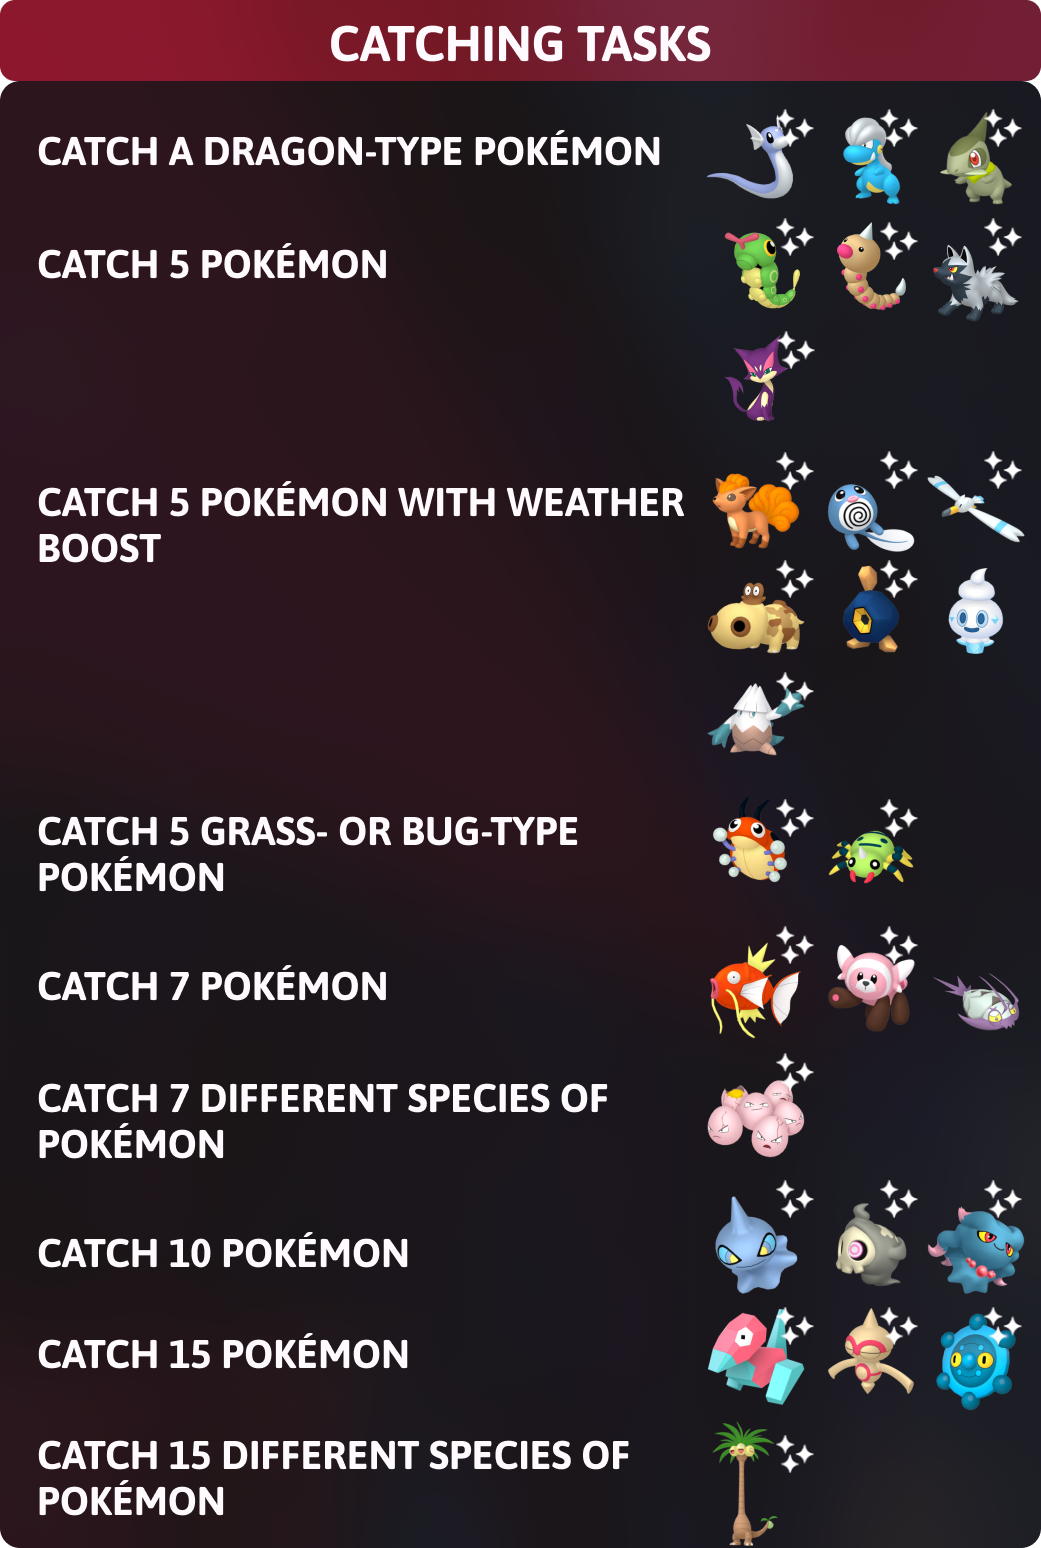 CATCHING TASKS
CATCH A DRAGON-TYPE POKÉMON
CATCH 5 POKÉMON
CATCH 5 POKÉMON WITH WEATHER
BOOST
CATCH 5 GRASS- OR BUG-TYPE
POKÉMON
CATCH 7 POKÉMON
CATCH 7 DIFFERENT SPECIES OF
POKÉMON
CATCH 10 POKÉMON
CATCH 15 POKÉMON
CATCH 15 DIFFERENT SPECIES OF
POKÉMON